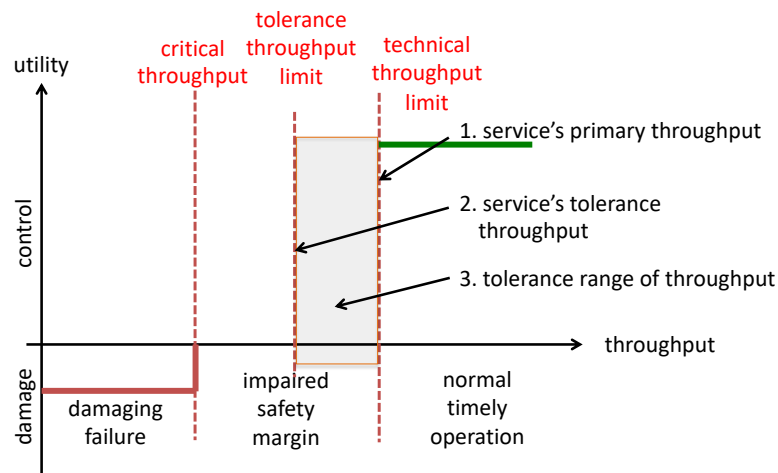 utility
critical
throughput
tolerance
throughput
limit
technical
throughput
limit
1. service's primary throughput
2. service's tolerance
throughput
3. tolerance range of throughput
control
throughput
damage
damaging
failure
impaired
safety
margin
normal
timely
operation